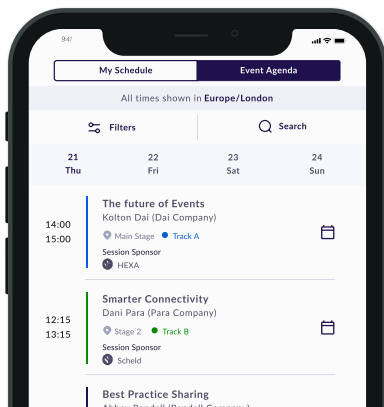 9:41
My Schedule Event Agenda
All times shown in Europe/London
Filters Search
21 22 23 24
Thu Fri Sat Sun
The future of Events
Kolton Dai (Dai Company)
14:00
15:00
Main Stage Track A
Session Sponsor
HEXA
Smarter Connectivity
Dani Para (Para Company)
12:15
13:15
Stage 2 Track B
Session Sponsor
Scheld
Best Practice Sharing